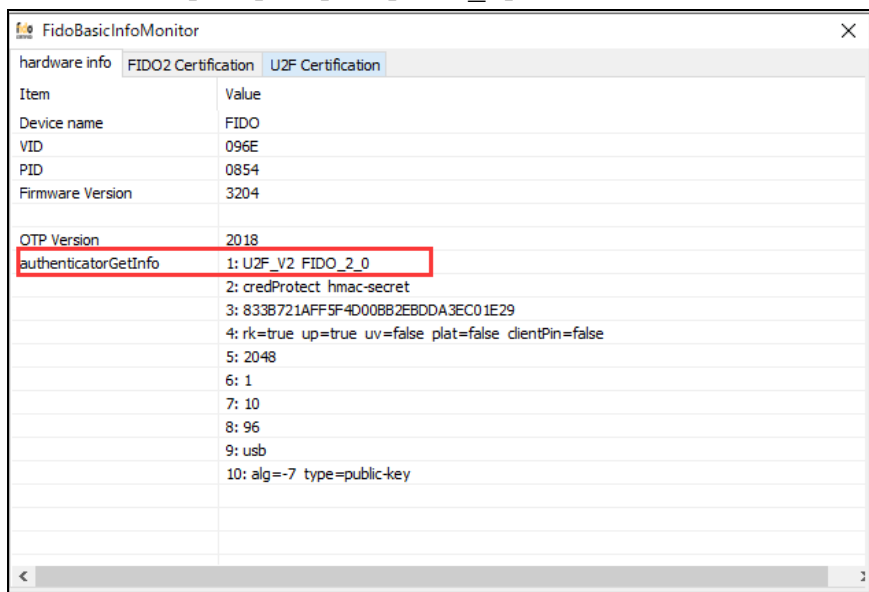 FidoBasicInfoMonitor
hardware info FIDO2 Certification U2F Certification
Item Value
Device name FIDO
VID 096E
PID 0854
Firmware Version 3204
OTP Version 2018
authenticatorGetInfo 1: U2F_V2 FIDO_2_0
2: credProtect hmac-secret
3: 833B721AFF5F4D00BB2EBDDA3EC01E29
4: rk=true up=true uv=false plat=false clientPin=false
5: 2048
6: 1
7: 10
8: 96
9: usb
10: alg=-7 type=public-key